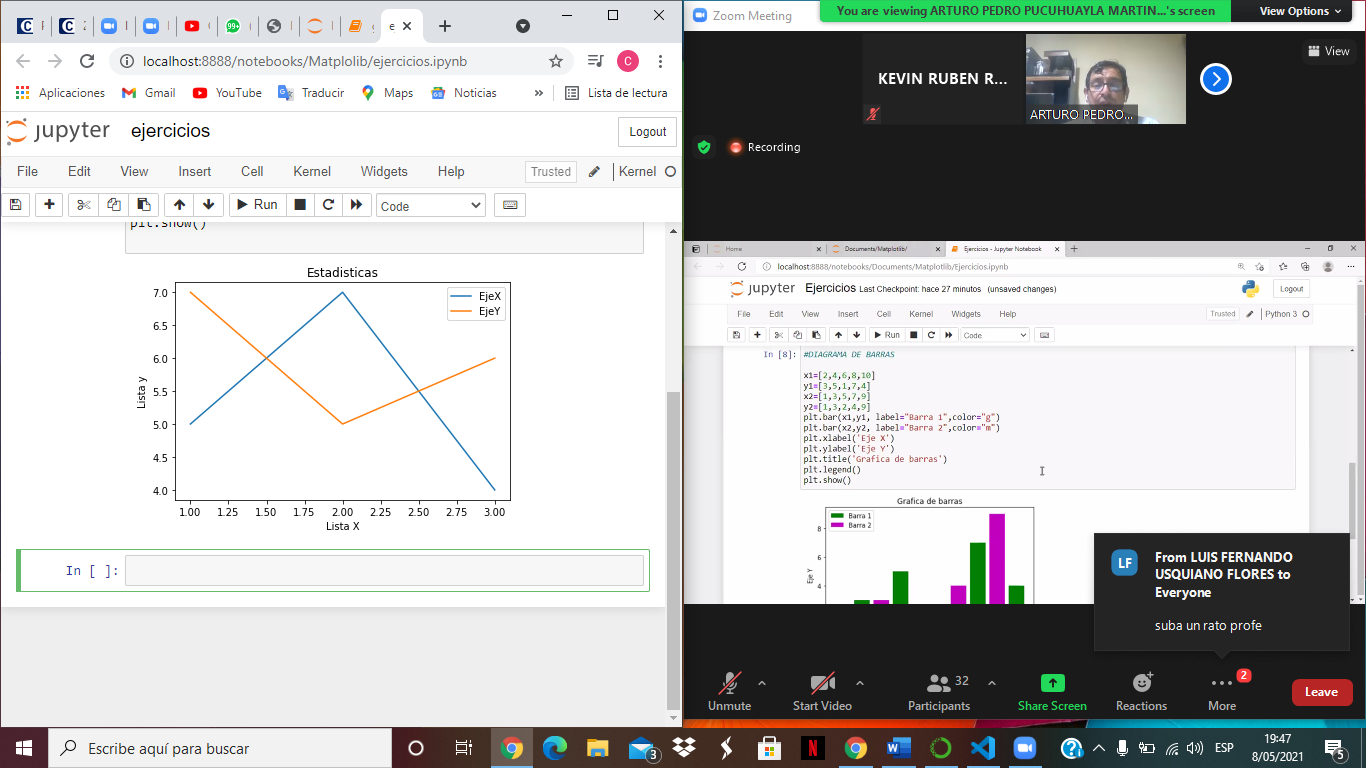 localhost:8888/notebooks/Matplolib/ejercicios.ipynb
C
Aplicaciones
Gmail
YouTube
Traducir
Maps
Noticias
»
Lista de lectura
jupyter
ejercicios
Logout
File
Edit
View
Insert
Cell
Kernel
Widgets
Help
Trusted
Kernel
Run
Code
plt.show()
Estadisticas
EjeX
EjeY
7.0
6.5
6.0
5.5
5.0
4.5
4.0
Lista y
1.00 1.25 1.50 1.75 2.00 2.25 2.50 2.75 3.00
Lista X
In [ ]:
Zoom Meeting
You are viewing ARTURO PEDRO PUCUHUAYLA MARTIN...'s screen
View Options
KEVIN RUBEN R...
ARTURO PEDRO...
View
Recording
Home
Documents/Matplotlib/
Ejercicios - Jupyter Notebook
localhost:8888/notebooks/Documents/Matplotlib/Ejercicios.ipynb
jupyter
Ejercicios Last Checkpoint: hace 27 minutos (unsaved changes)
Logout
File
Edit
View
Insert
Cell
Kernel
Widgets
Help
Trusted
Python 3
Run
Code
In [8]:
#DIAGRAMA DE BARRAS
x1=[2,4,6,8,10]
y1=[3,5,1,7,4]
x2=[1,3,5,7,9]
y2=[1,3,2,4,9]
plt.bar(x1,y1, label="Barra 1",color="g")
plt.bar(x2,y2, label="Barra 2",color="m")
plt.xlabel('Eje X')
plt.ylabel('Eje Y')
plt.title('Grafica de barras')
plt.legend()
plt.show()
Grafica de barras
Barra 1
Barra 2
8
6
4
Eje Y
LF
From LUIS FERNANDO
USQUIANO FLORES to
Everyone
suba un rato profe
Unmute
Start Video
Participants
32
Share Screen
Reactions
More
2
Leave
Escribe aquí para buscar
3
ESP
19:47
8/05/2021
5